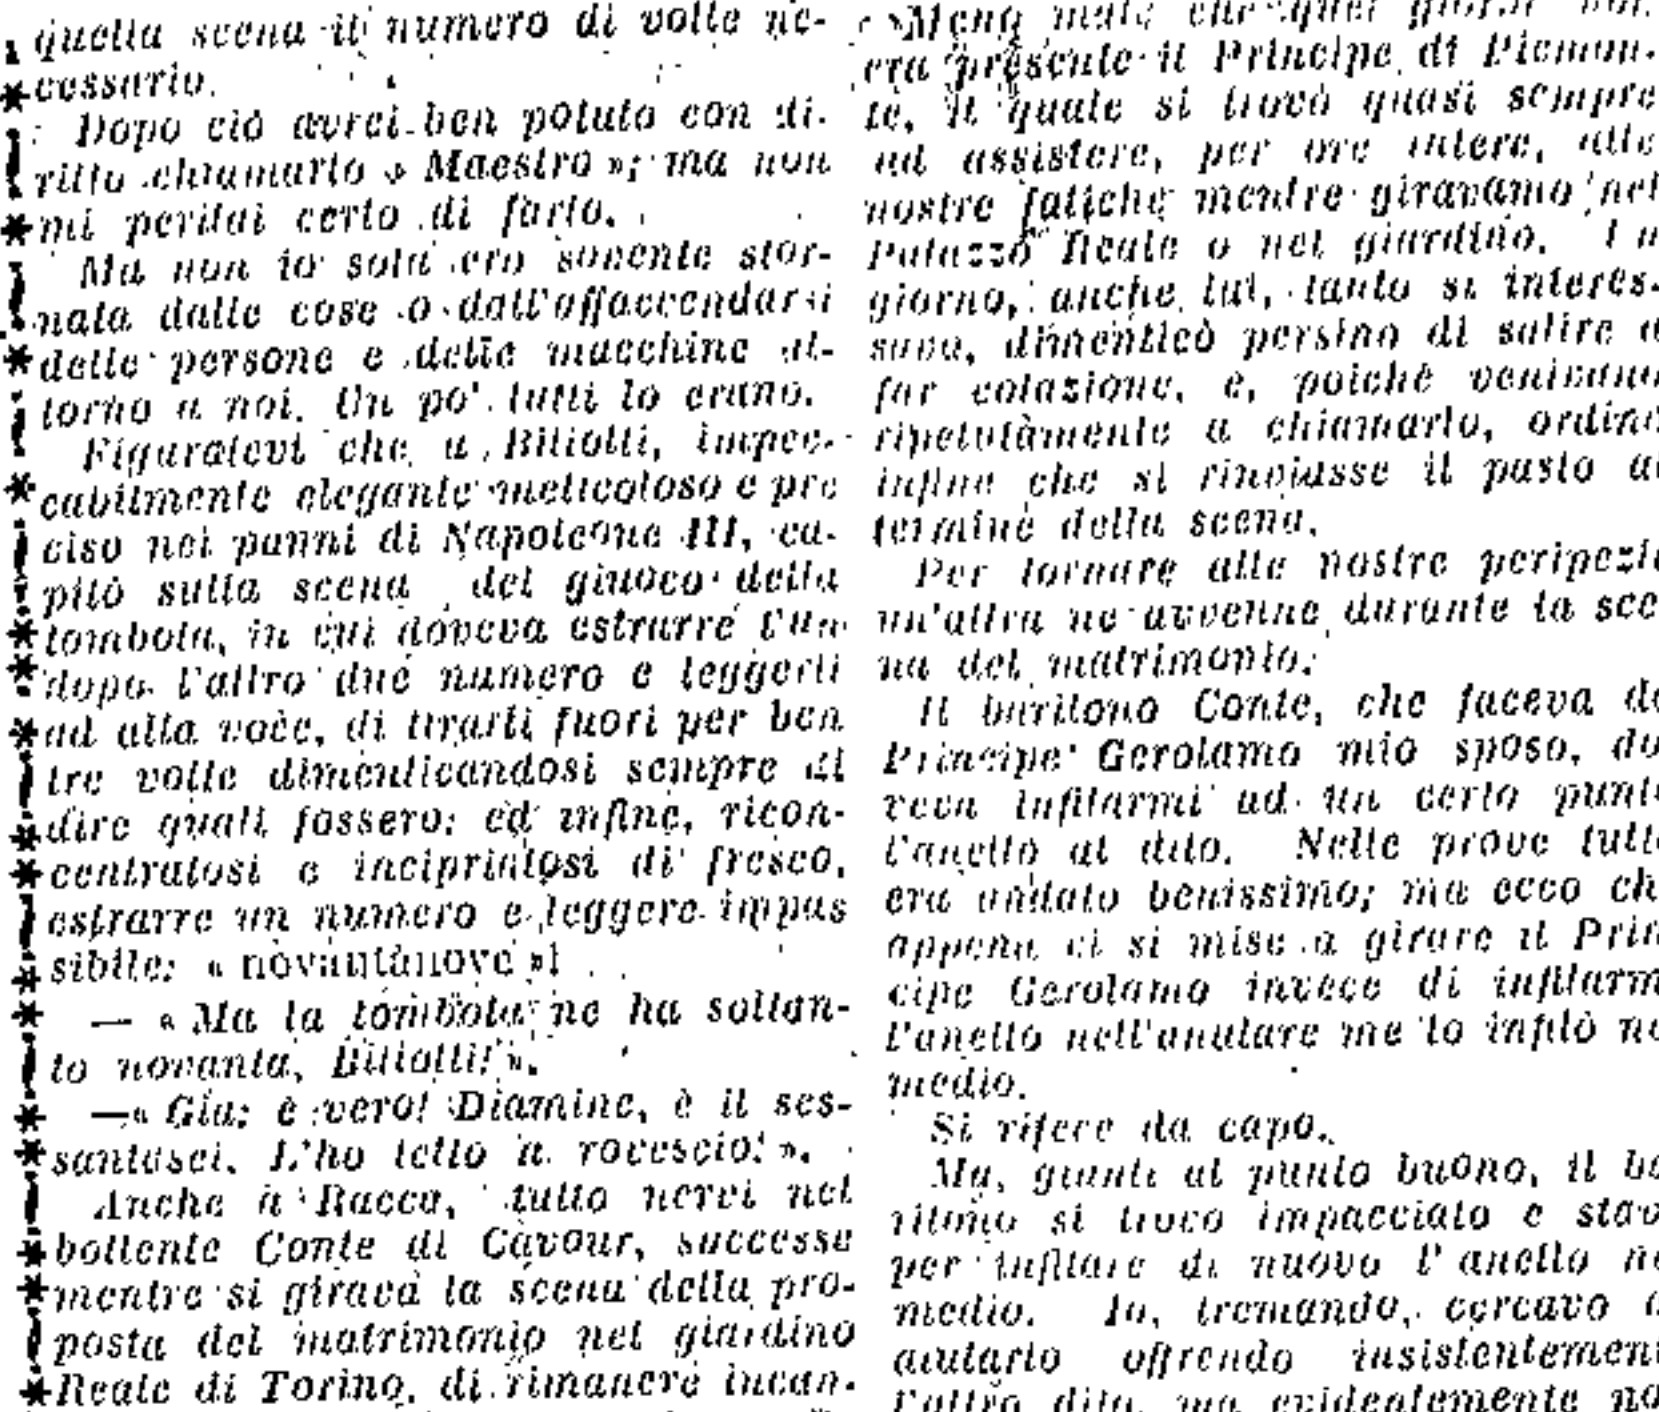 quella scena il numero di volte ne-
cessario.
Dopo ciò avrei ben potuto con di-
ritto chiamarlo « Maestro »; ma non
mi peritai certo di farlo.
Ma non io sola ero sovente stor-
nata dalle cose o dall'affaccendarsi
delle persone e delle macchine at-
torno a noi. Un po' tutti lo erano.
Figuratevi che a Biliotti, impec-
cabilmente elegante meticoloso e pre
ciso nei panni di Napoleone III, ca-
pitò sulla scena del giuoco della
tombola, in cui doveva estrarre l'un
dopo l'altro due numero e leggerli
ad alta voce, di tirarli fuori per ben
tre volte dimenticandosi sempre di
dire quali fossero; ed infine, ricon-
centratosi e incipriatosi di fresco,
estrarre un numero e leggere impas
sibile: « novantanove »!
— « Ma la tombola ne ha soltan-
to novanta, Biliotti! ».
—« Già; è vero! Diamine, è il ses-
santasei. L'ho letto a rovescio! ».
Anche a Racca, tutto nervi nel
bollente Conte di Cavour, successe
mentre si girava la scena della pro-
posta del matrimonio nel giardino
Reale di Torino, di rimanere incan-
Meno male che quei giorni non
era presente il Principe di Piemon-
te, il quale si trovò quasi sempre
ad assistere, per ore intere, alle
nostre fatiche mentre giravamo nel
Palazzo Reale o nel giardino. Un
giorno, anche lui, tanto si interes-
sava, dimenticò persino di salire a
far colazione, e, poichè venivano
ripetutamente a chiamarlo, ordinò
infine che si rinviasse il pasto al
termine della scena.
Per tornare alle nostre peripezie
un'altra ne avvenne durante la sce
na del matrimonio.
Il baritono Conte, che faceva da
Principe Gerolamo mio sposo, do
veva infilarmi ad un certo punto
l'anello al dito. Nelle prove tutto
era andato benissimo; ma ecco ch
appena ci si mise a girare il Prin
cipe Gerolamo invece di infilarm
l'anello nell'anulare me lo infilò ne
medio.
Si rifece da capo.
Ma, giunti al punto buono, il ba
ritono si trovò impacciato e stav
per infilare di nuovo l'anello ne
medio. Io, tremando, cercavo d
aiutarlo offrendo insistentement
l'altro dito, ma evidentemente no